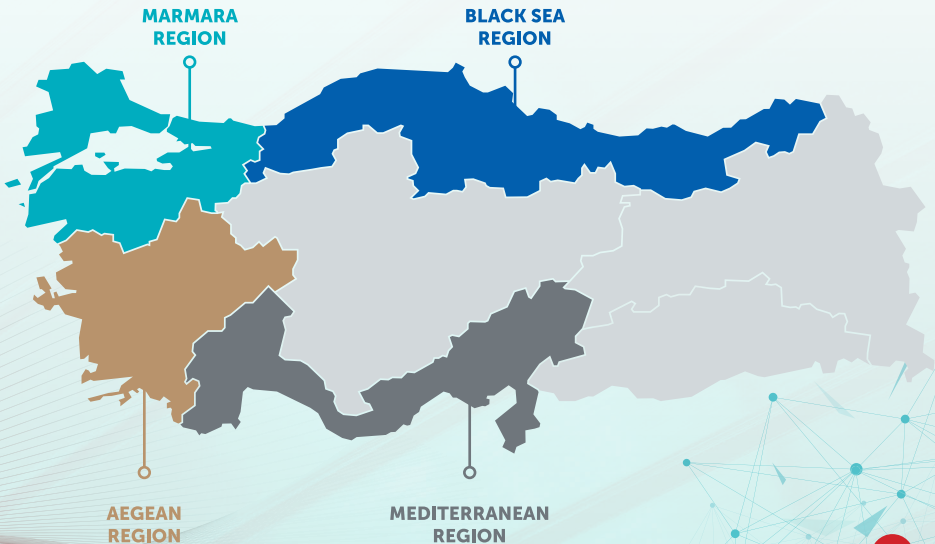 MARMARA
REGION
BLACK SEA
REGION
AEGEAN
REGION
MEDITERRANEAN
REGION